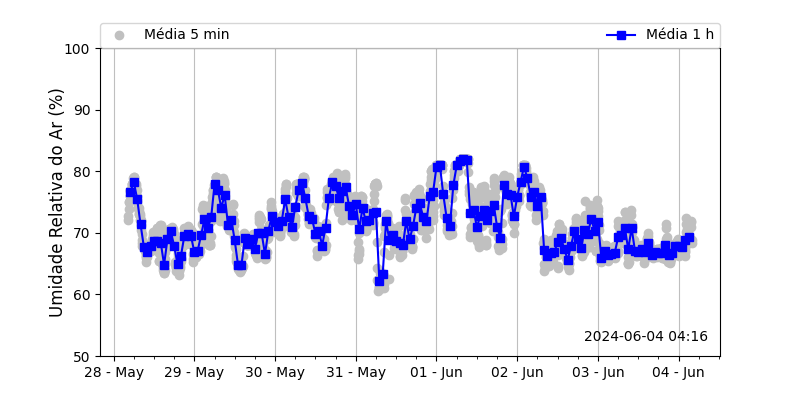 Média 5 min
Média 1 h
Umidade Relativa do Ar (%)
100
90
80
70
60
50
2024-06-04 04:16
28 - May
29 - May
30 - May
31 - May
01 - Jun
02 - Jun
03 - Jun
04 - Jun